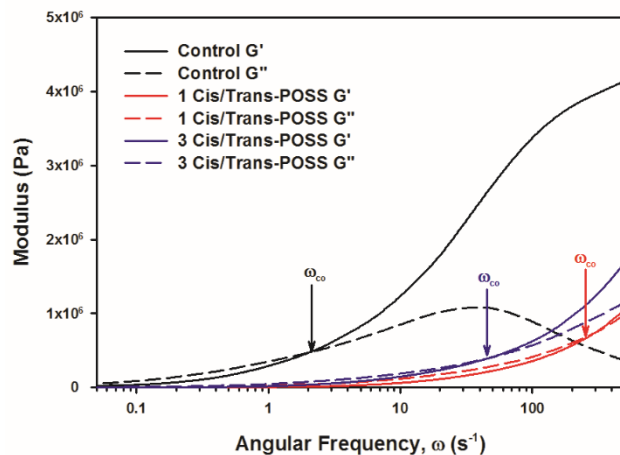 5x10⁶
4x10⁶
3x10⁶
2x10⁶
1x10⁶
0
Modulus (Pa)
Control G'
Control G"
1 Cis/Trans-POSS G'
1 Cis/Trans-POSS G"
3 Cis/Trans-POSS G'
3 Cis/Trans-POSS G"
ωco
ωco
ωco
0.1 1 10 100
Angular Frequency, ω (s⁻¹)